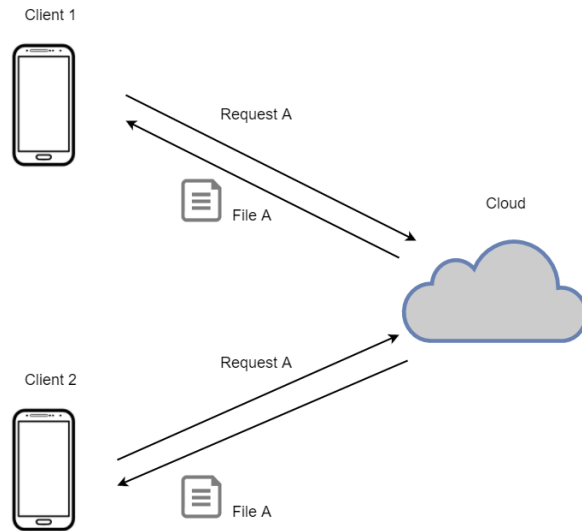 Client 1
Request A
File A
Cloud
Client 2
Request A
File A